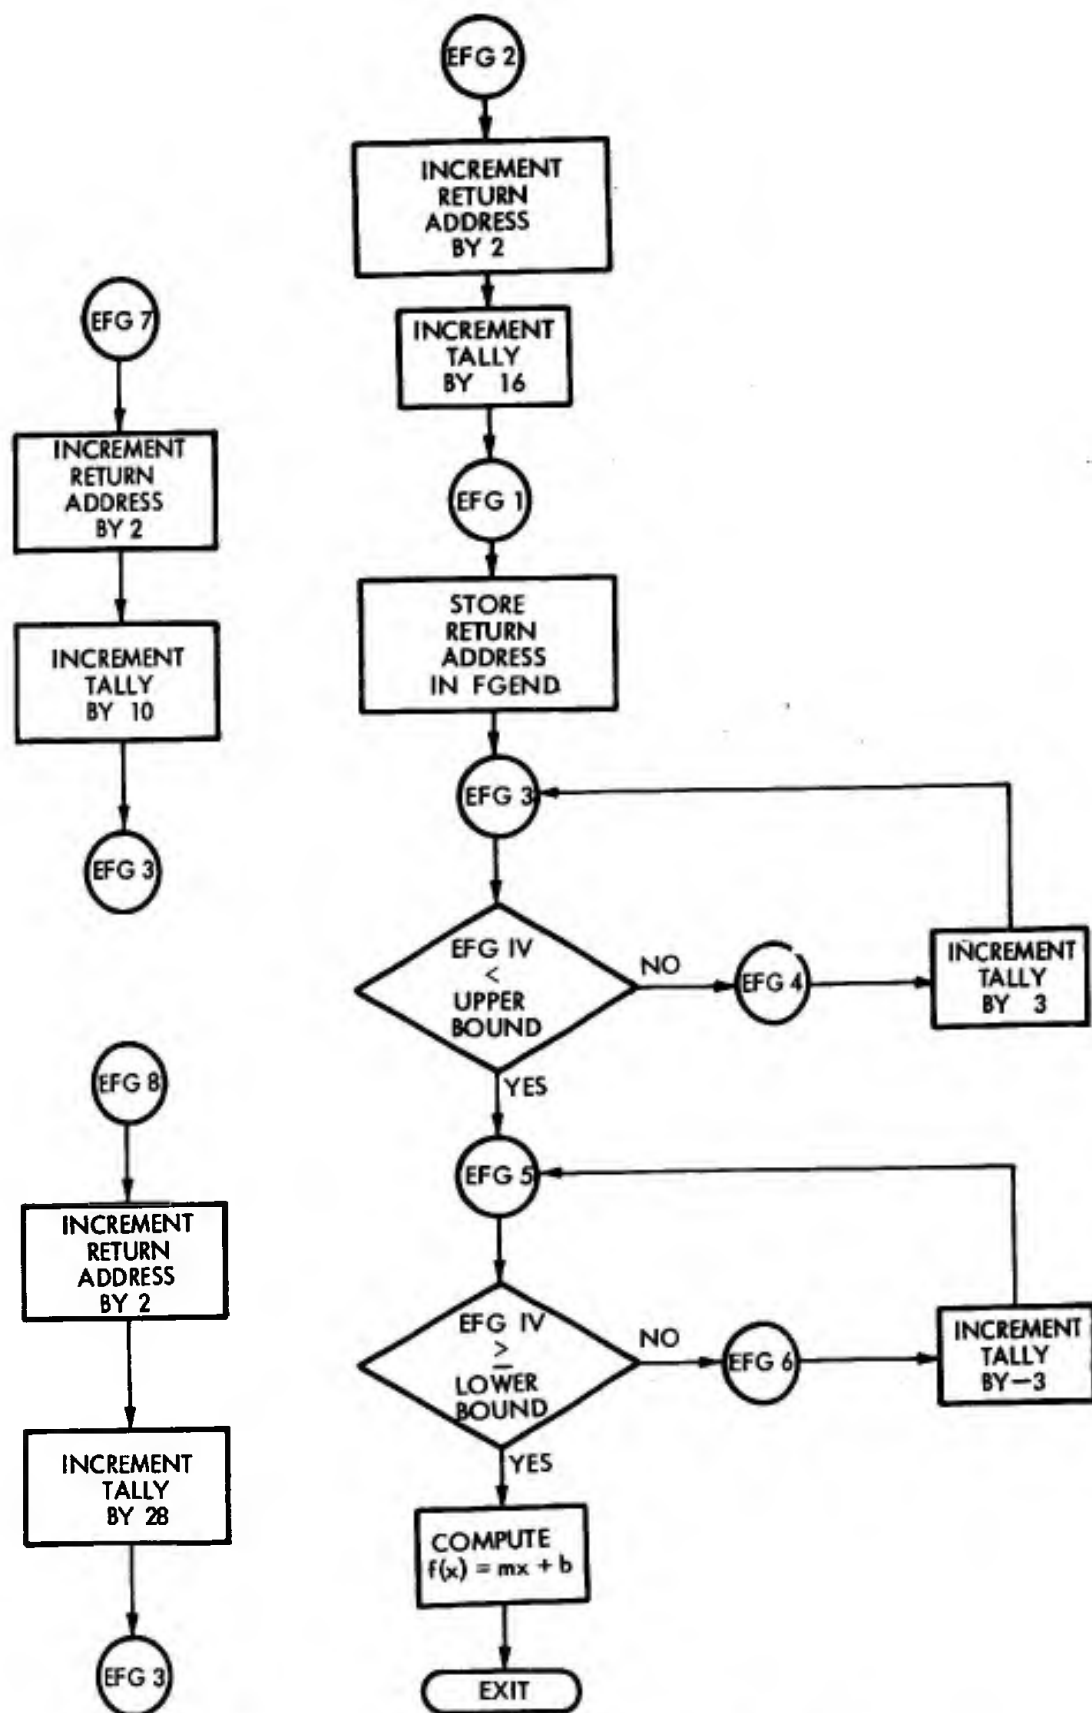 EFG 2
INCREMENT
RETURN
ADDRESS
BY 2
INCREMENT
TALLY
BY 16
EFG 1
STORE
RETURN
ADDRESS
IN FGEND
EFG 3
EFG IV
<
UPPER
BOUND
NO
EFG 4
INCREMENT
TALLY
BY 3
YES
EFG 5
EFG IV
≥
LOWER
BOUND
NO
EFG 6
INCREMENT
TALLY
BY-3
YES
COMPUTE
f(x) = mx + b
EXIT
EFG 7
INCREMENT
RETURN
ADDRESS
BY 2
INCREMENT
TALLY
BY 10
EFG 3
EFG 8
INCREMENT
RETURN
ADDRESS
BY 2
INCREMENT
TALLY
BY 28
EFG 3